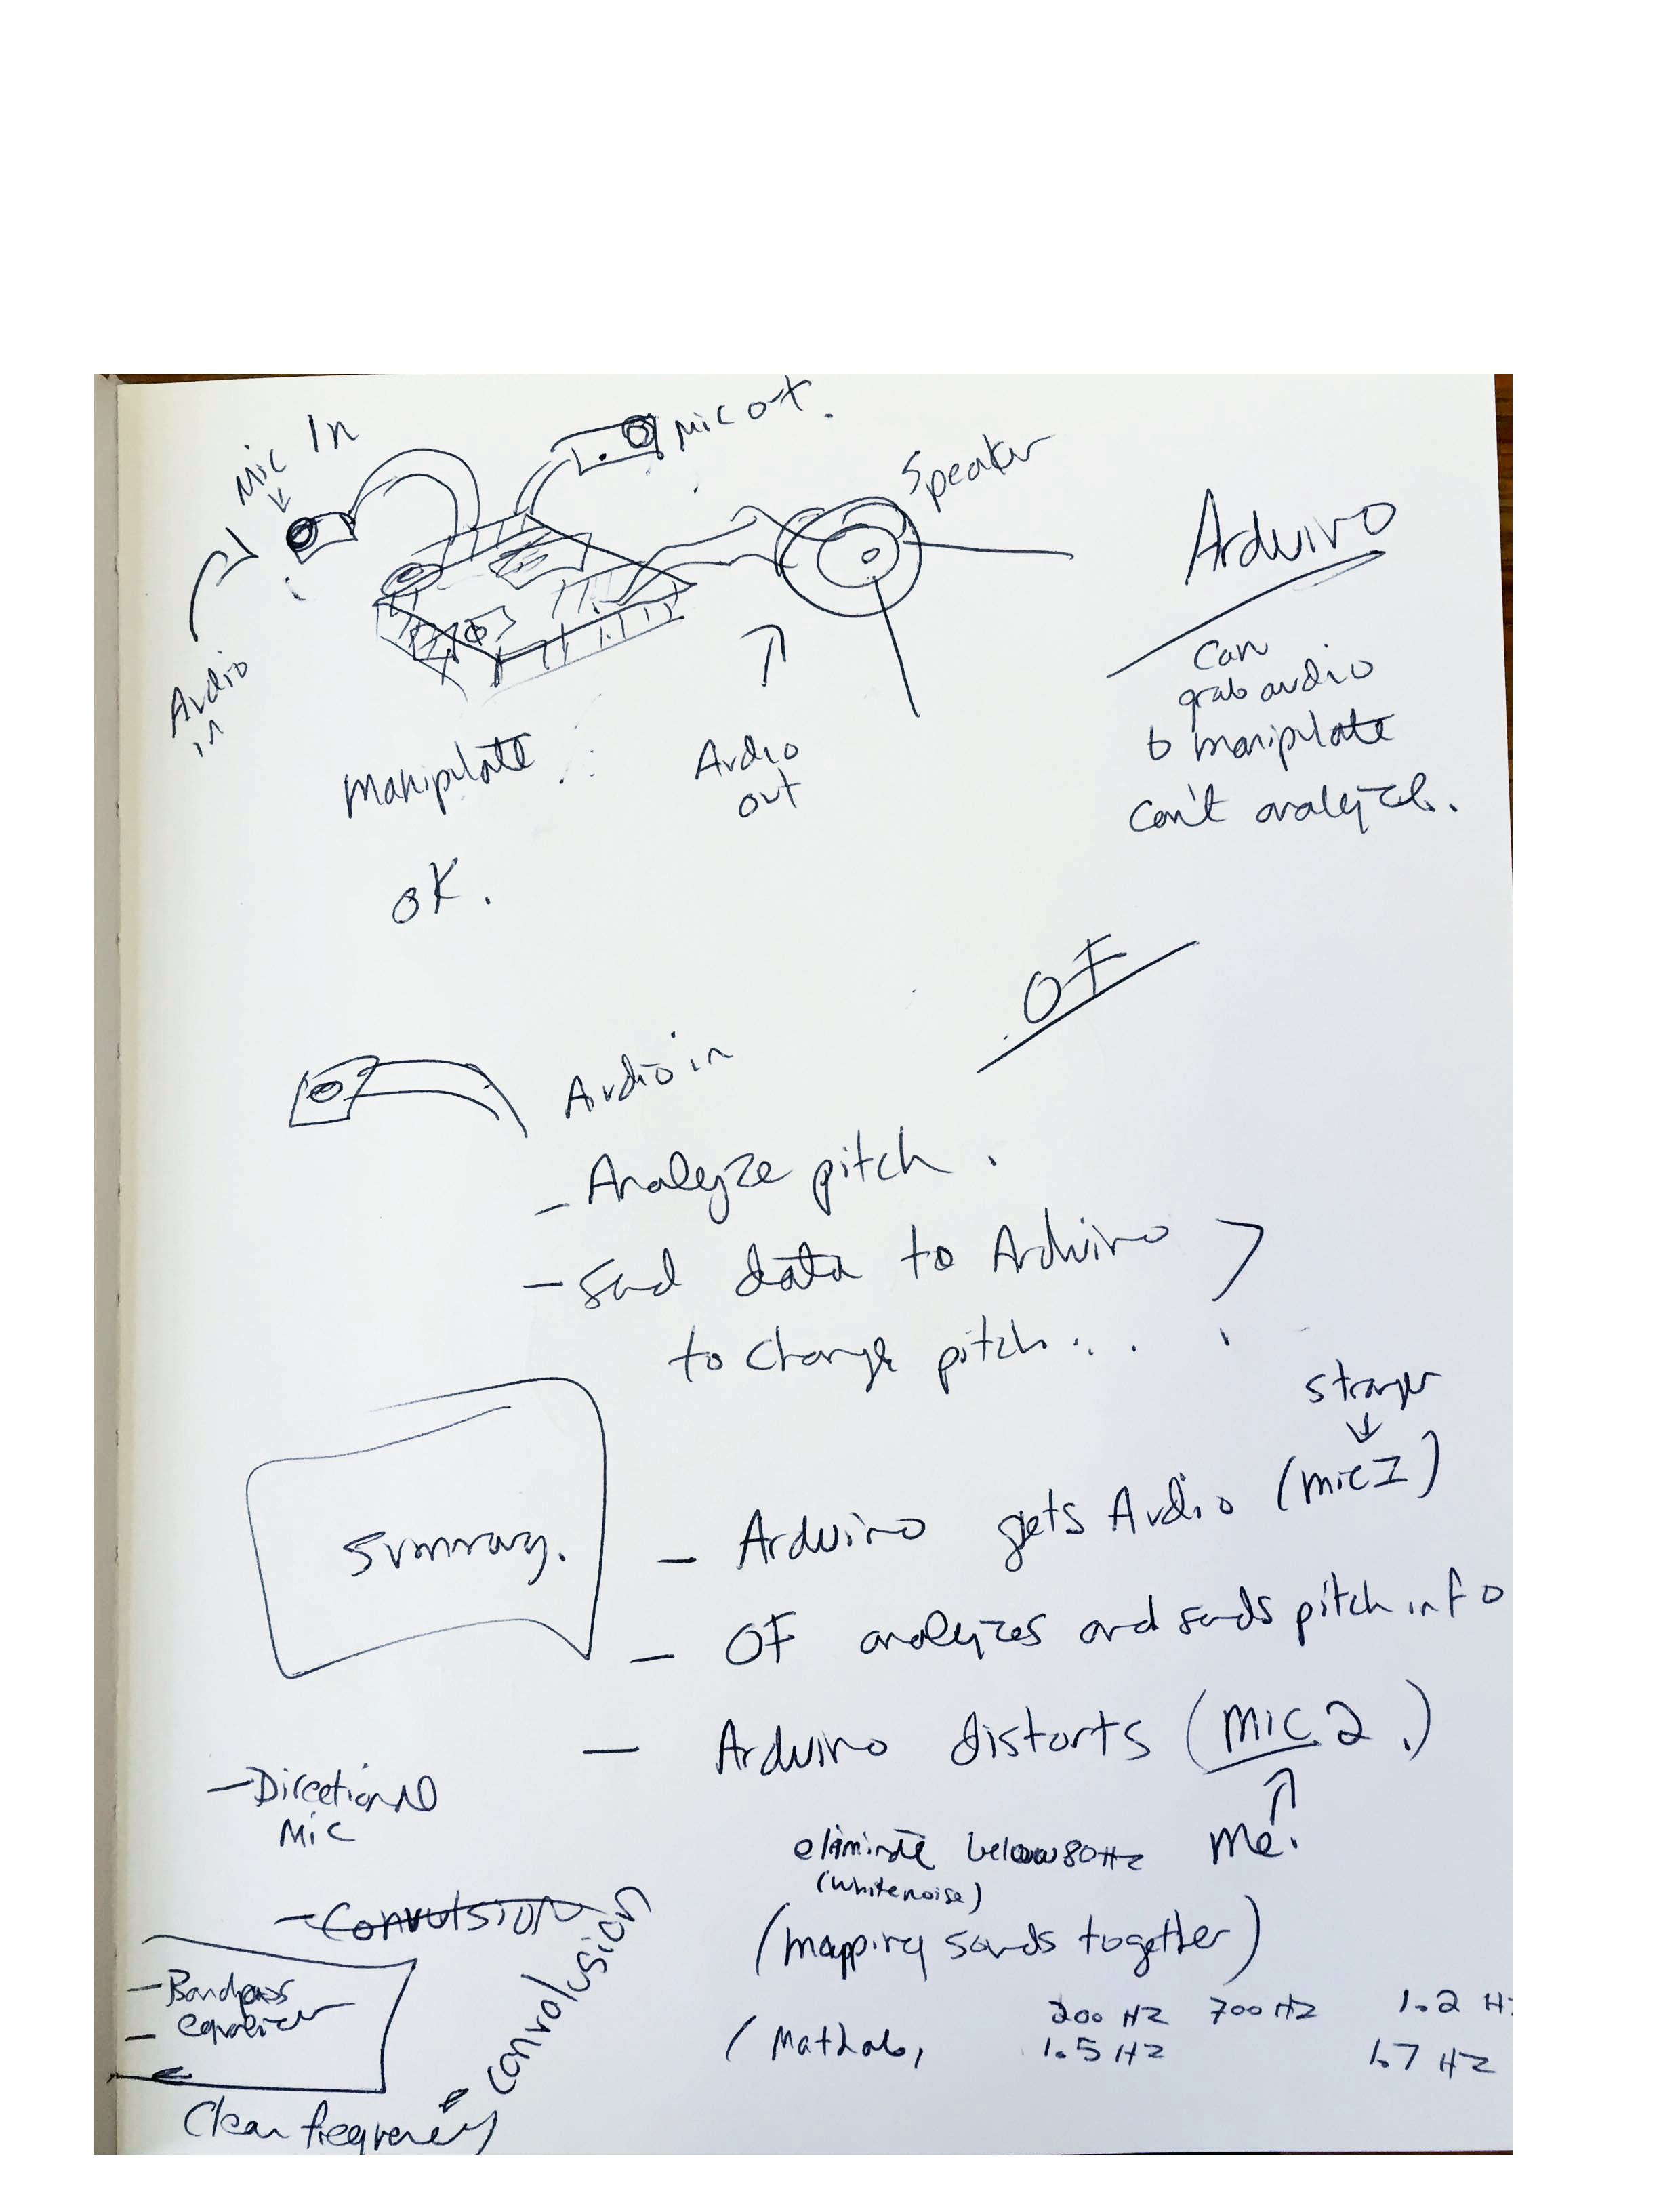 Mic In
Mic out.
Speaker
Audio
in
Manipulate
Audio
out
OK.
Arduino
Can
grab audio
to manipulate
Can't analyze.
OF
Audio in
- Analyze pitch.
- Send data to Arduino
to change pitch...
Summary.
stranger
- Arduino gets Audio (mic 1)
- OF analyzes and sends pitch info
- Arduino distorts (mic 2.)
Me.
- Directional
Mic
- Convulsion
convolusion
- Bandpass
- equalizer
Clean frequency
eliminate below 80Hz
(white noise)
(mapping sounds together)
(Mathlab,
200 HZ 700 HZ 1.2 H
1.5 HZ 1.7 HZ